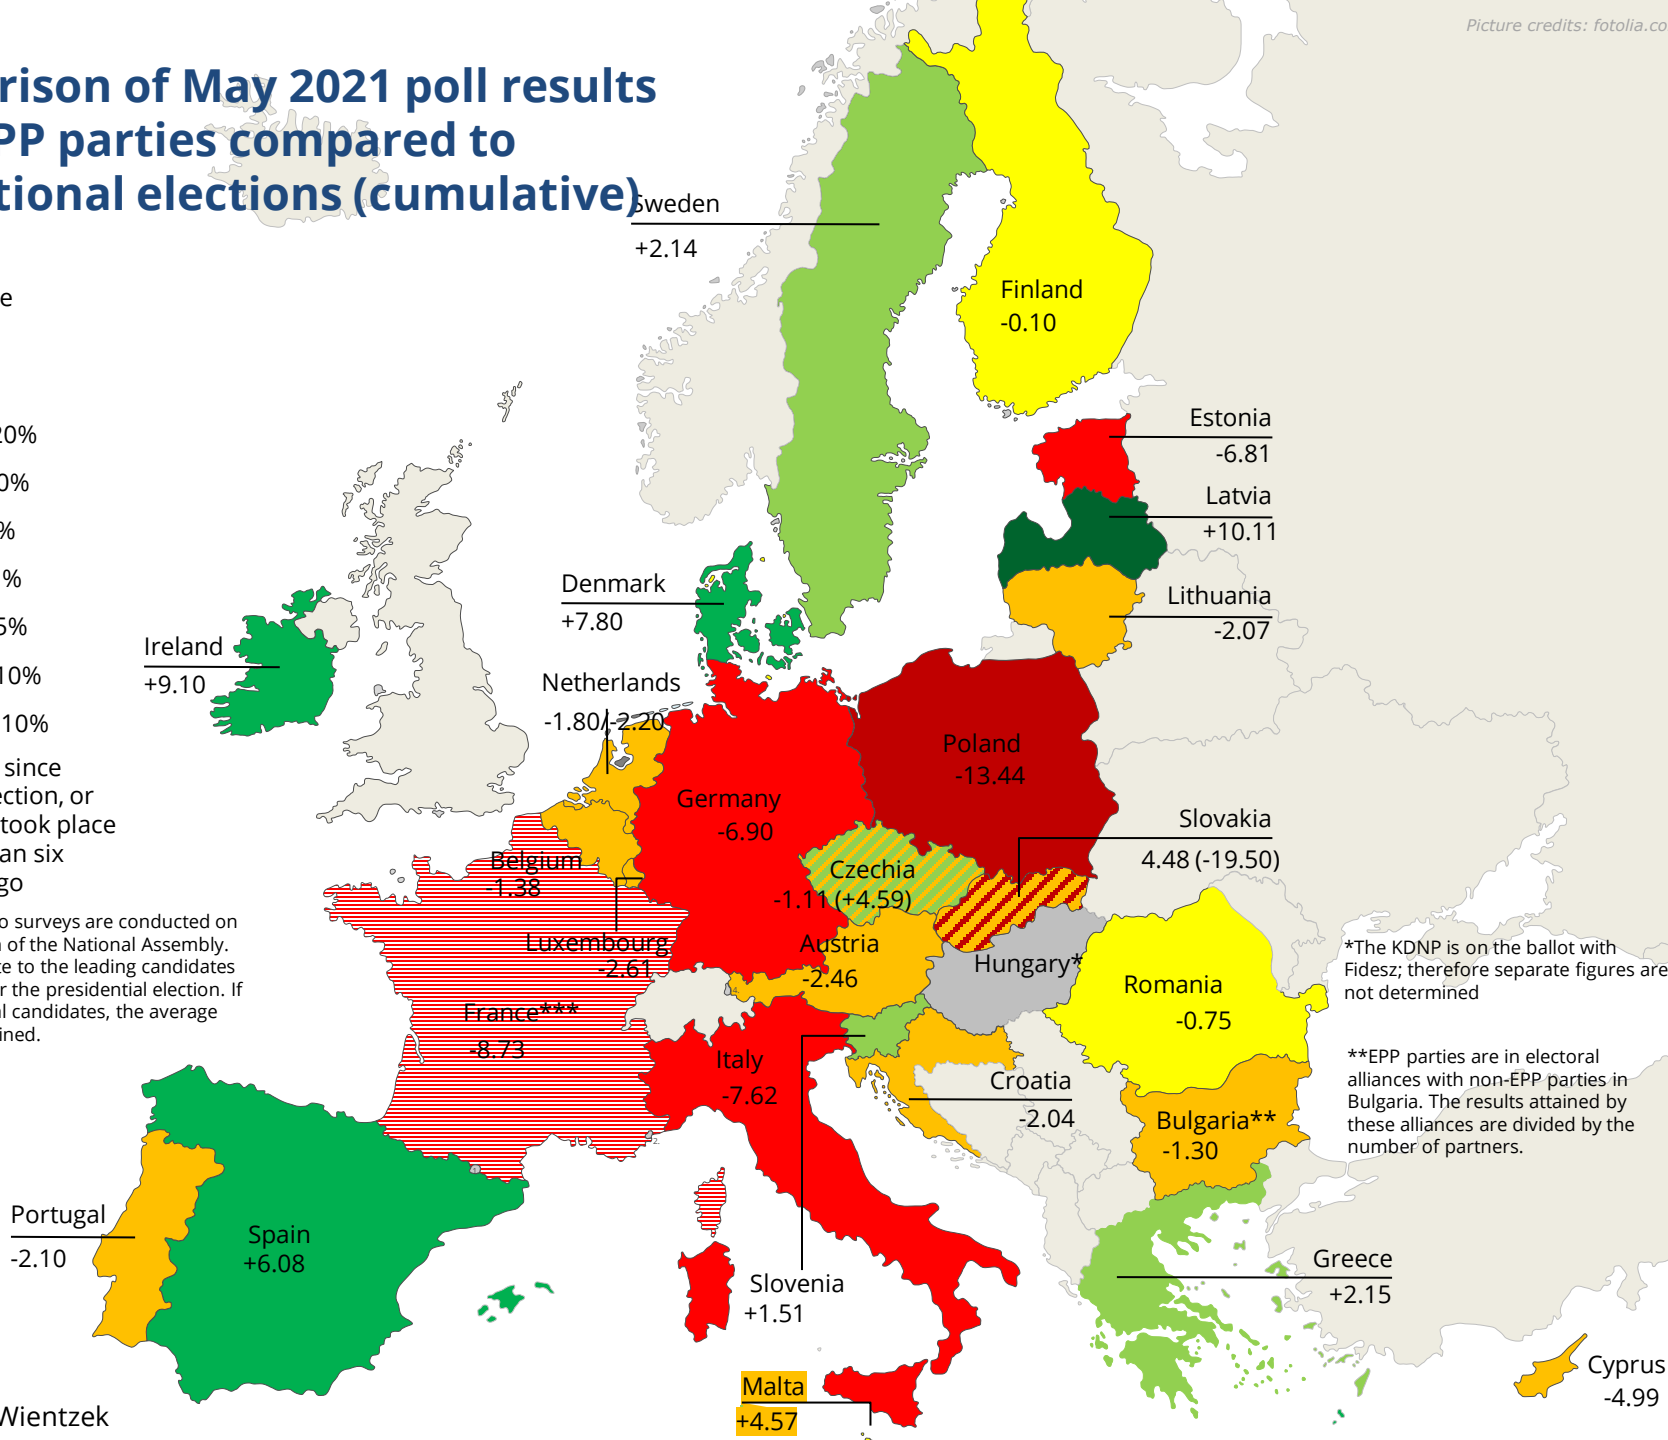 Picture credits: fotolia.co
rison of May 2021 poll results
PP parties compared to
tional elections (cumulative)
Sweden
+2.14
e
Finland
-0.10
20%
0%
%
1%
5%
10%
10%
Estonia
-6.81
Latvia
+10.11
Lithuania
-2.07
Denmark
+7.80
Ireland
+9.10
Netherlands
-1.80/-2.20
Poland
-13.44
Germany
-6.90
since
ection, or
took place
an six
go
Slovakia
4.48 (-19.50)
Belgium
-1.38
Czechia
-1.11 (+4.59)
o surveys are conducted on
n of the National Assembly.
te to the leading candidates
r the presidential election. If
al candidates, the average
ined.
Luxembourg
-2.61
Austria
-2.46
Hungary*
*The KDNP is on the ballot with
Fidesz; therefore separate figures are
not determined
Romania
-0.75
France***
-8.73
Italy
-7.62
Croatia
-2.04
**EPP parties are in electoral
alliances with non-EPP parties in
Bulgaria. The results attained by
these alliances are divided by the
number of partners.
Bulgaria**
-1.30
2.
Portugal
-2.10
Spain
+6.08
Slovenia
+1.51
Greece
+2.15
Malta
+4.57
Cyprus
-4.99
Wientzek